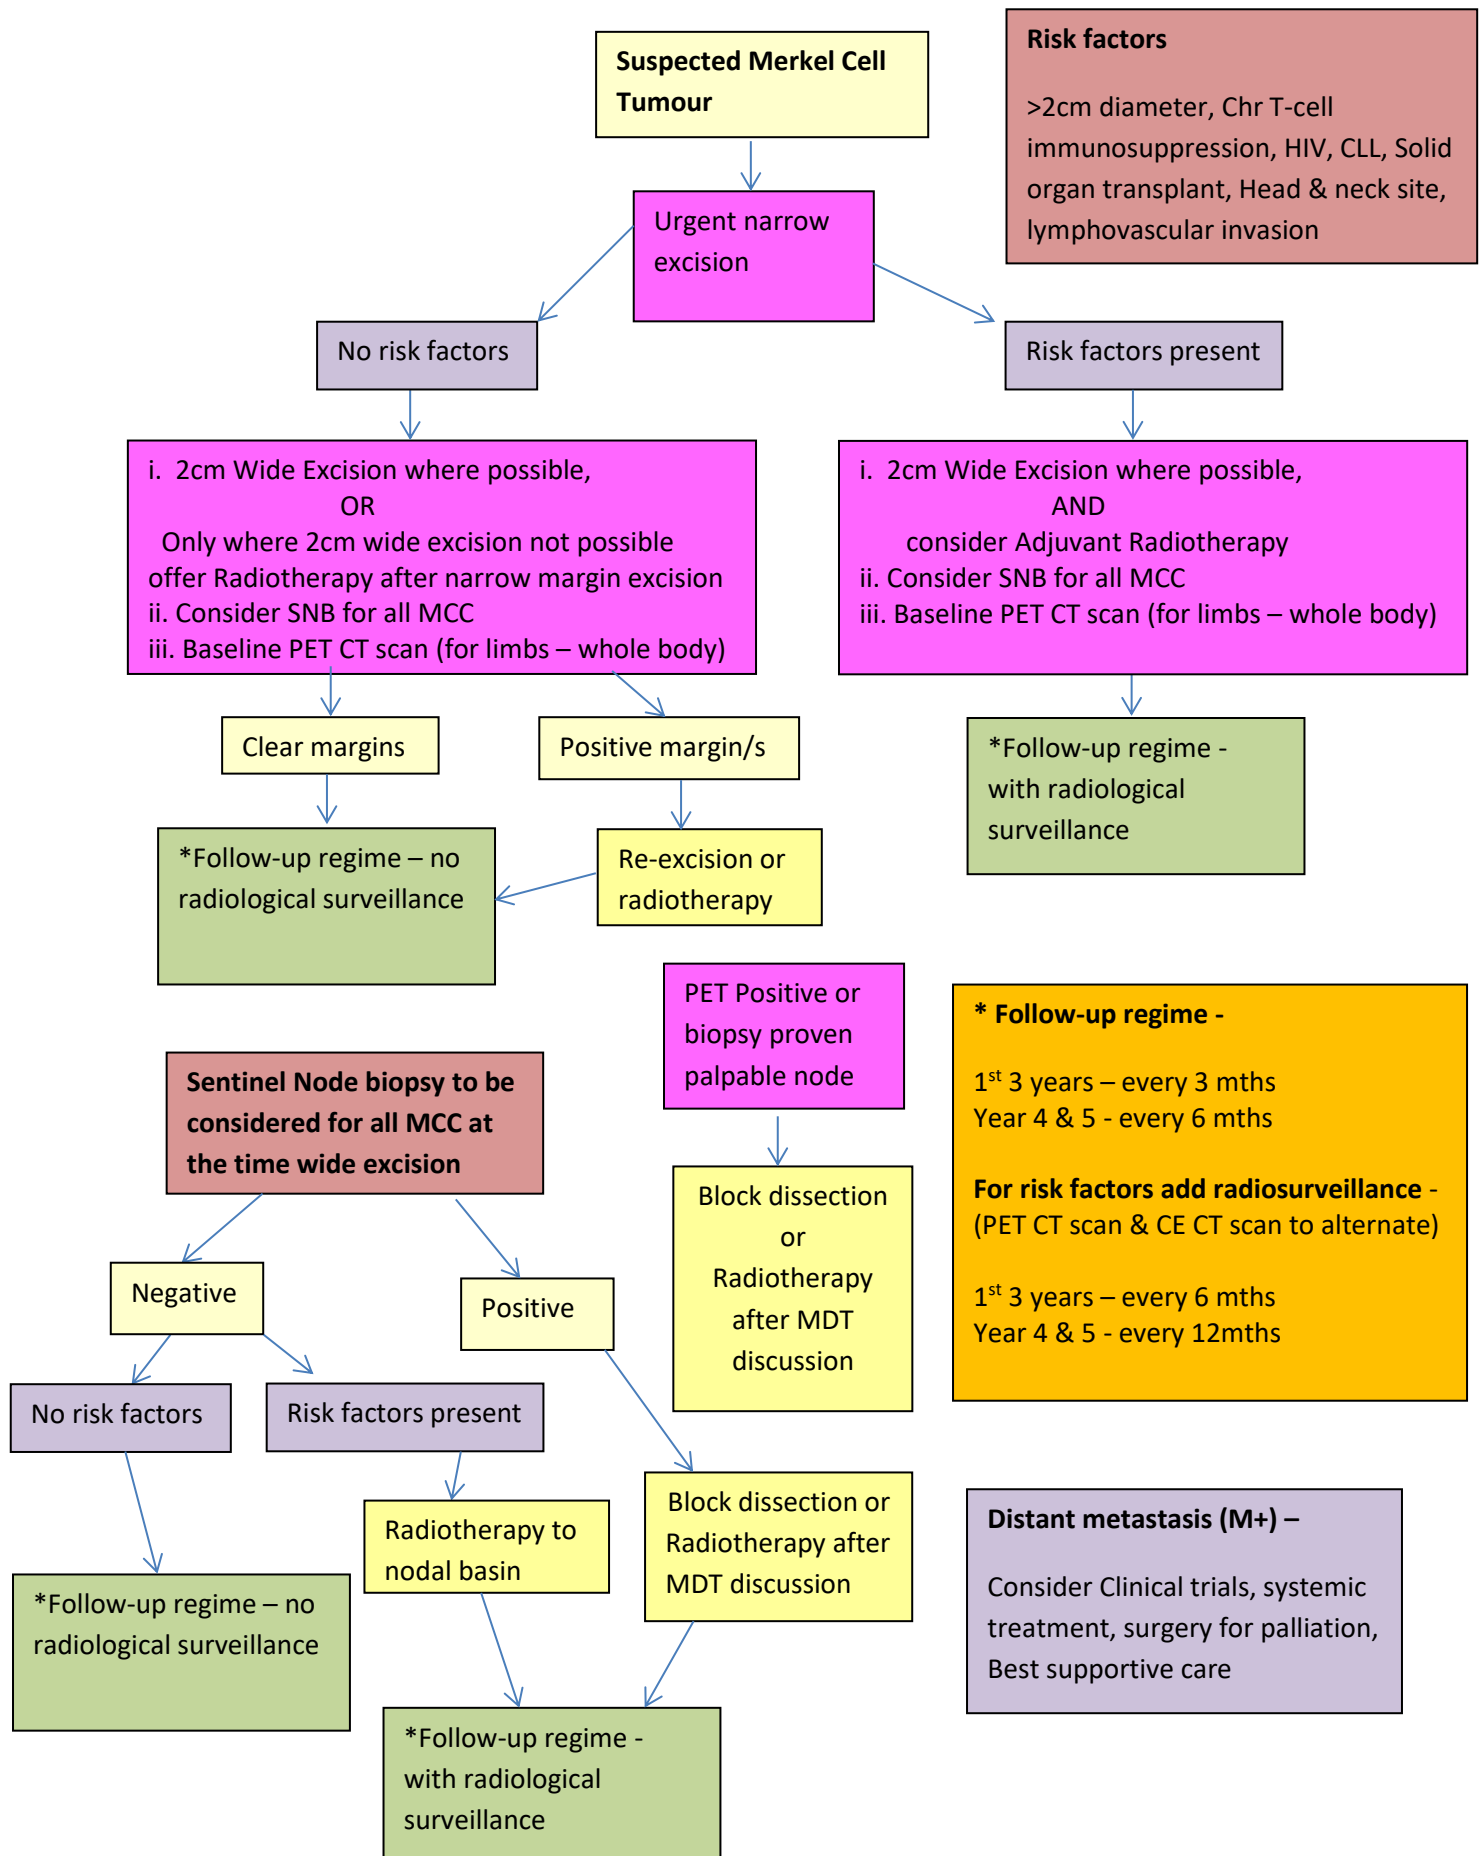 Suspected Merkel Cell
Tumour
Risk factors
>2cm diameter, Chr T-cell
immunosuppression, HIV, CLL, Solid
organ transplant, Head & neck site,
lymphovascular invasion
Urgent narrow
excision
No risk factors
Risk factors present
i. 2cm Wide Excision where possible,
OR
Only where 2cm wide excision not possible
offer Radiotherapy after narrow margin excision
ii. Consider SNB for all MCC
iii. Baseline PET CT scan (for limbs – whole body)
i. 2cm Wide Excision where possible,
AND
consider Adjuvant Radiotherapy
ii. Consider SNB for all MCC
iii. Baseline PET CT scan (for limbs – whole body)
Clear margins
Positive margin/s
*Follow-up regime -
with radiological
surveillance
*Follow-up regime – no
radiological surveillance
Re-excision or
radiotherapy
PET Positive or
biopsy proven
palpable node
Block dissection
or
Radiotherapy
after MDT
discussion
* Follow-up regime -
1st 3 years – every 3 mths
Year 4 & 5 - every 6 mths
For risk factors add radiosurveillance -
(PET CT scan & CE CT scan to alternate)
1st 3 years – every 6 mths
Year 4 & 5 - every 12mths
Sentinel Node biopsy to be
considered for all MCC at
the time wide excision
Negative
Positive
No risk factors
Risk factors present
Radiotherapy to
nodal basin
Block dissection or
Radiotherapy after
MDT discussion
*Follow-up regime – no
radiological surveillance
*Follow-up regime -
with radiological
surveillance
Distant metastasis (M+) –
Consider Clinical trials, systemic
treatment, surgery for palliation,
Best supportive care